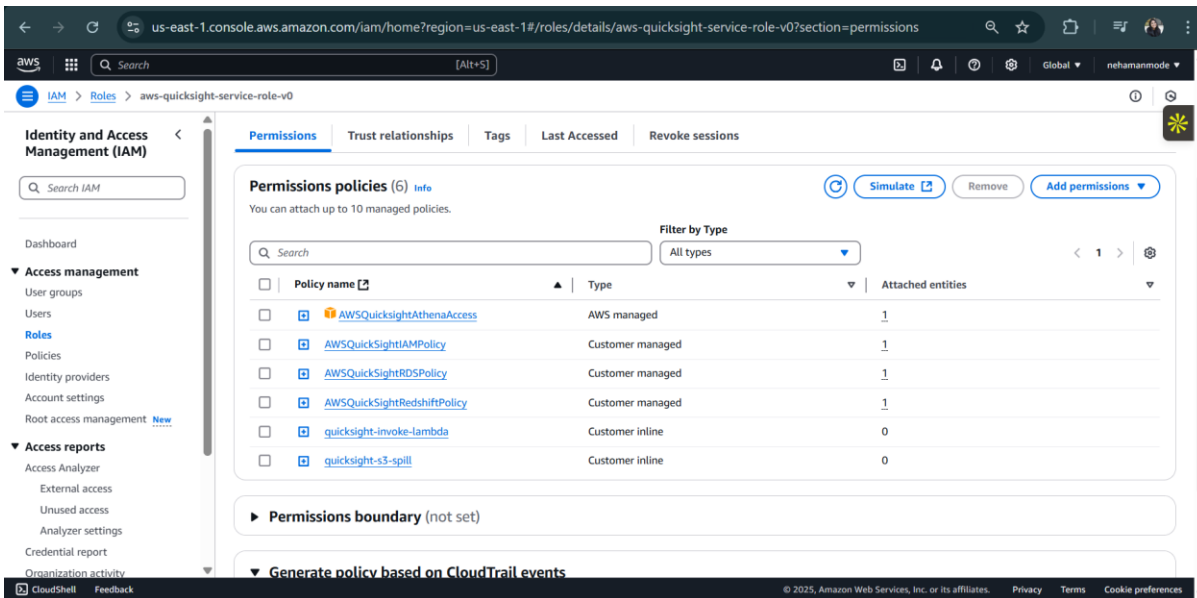 us-east-1.console.aws.amazon.com/iam/home?region=us-east-1#/roles/details/aws-quicksight-service-role-v0?section=permissions
aws
Search [Alt+S]
Global ▼ nehamanmode ▼
IAM > Roles > aws-quicksight-service-role-v0
Identity and Access
Management (IAM)
Search IAM
Dashboard
Access management
User groups
Users
Roles
Policies
Identity providers
Account settings
Root access management New
Access reports
Access Analyzer
External access
Unused access
Analyzer settings
Credential report
Organization activity
Permissions Trust relationships Tags Last Accessed Revoke sessions
Permissions policies (6) Info
Simulate Remove Add permissions ▼
You can attach up to 10 managed policies.
Filter by Type
Search All types
< 1 >
Policy name Type Attached entities
AWSQuicksightAthenaAccess AWS managed 1
AWSQuickSightIAMPolicy Customer managed 1
AWSQuickSightRDSPolicy Customer managed 1
AWSQuickSightRedshiftPolicy Customer managed 1
quicksight-invoke-lambda Customer inline 0
quicksight-s3-spill Customer inline 0
Permissions boundary (not set)
Generate policy based on CloudTrail events
CloudShell Feedback © 2025, Amazon Web Services, Inc. or its affiliates. Privacy Terms Cookie preferences